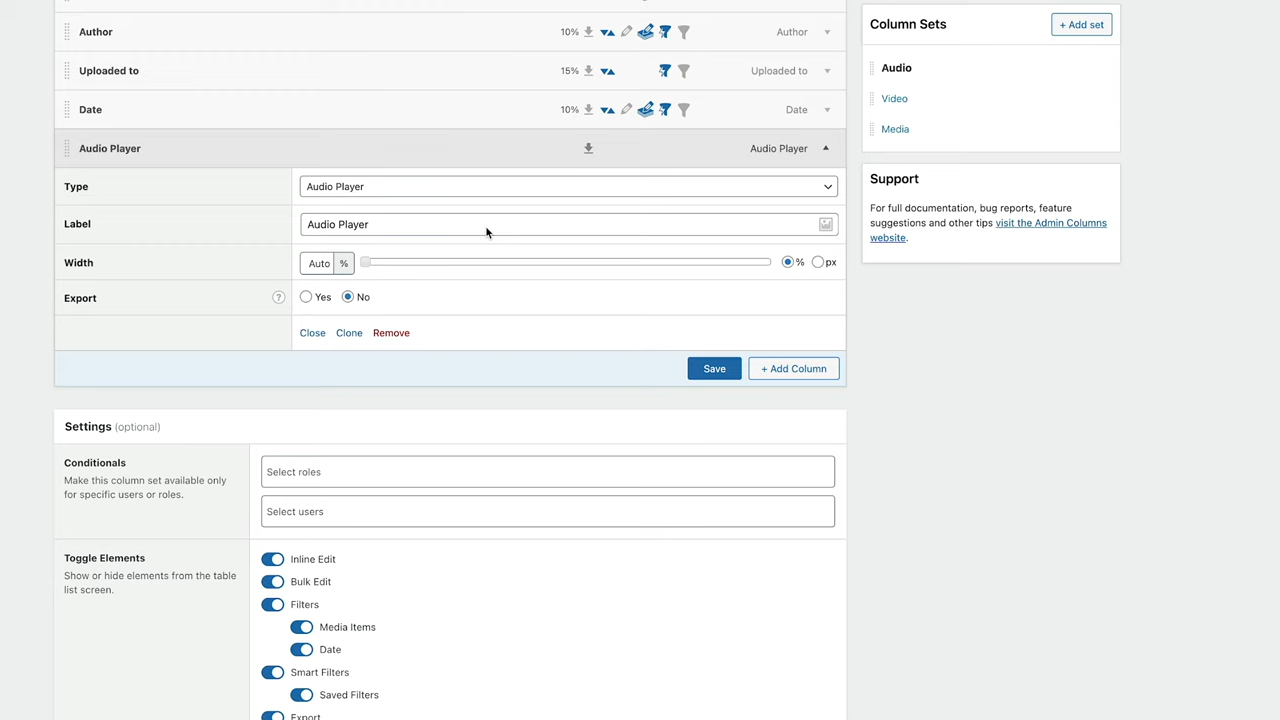 Author 10% Author
Uploaded to 15% Uploaded to
Date 10% Date
Audio Player Audio Player
Type Audio Player
Label Audio Player
Width Auto % % px
Export ? Yes No
Close Clone Remove
Save + Add Column
Settings (optional)
Conditionals
Make this column set available only
for specific users or roles.
Select roles
Select users
Toggle Elements
Show or hide elements from the table
list screen.
Inline Edit
Bulk Edit
Filters
Media Items
Date
Smart Filters
Saved Filters
Export
Column Sets + Add set
Audio
Video
Media
Support
For full documentation, bug reports, feature
suggestions and other tips visit the Admin Columns
website.